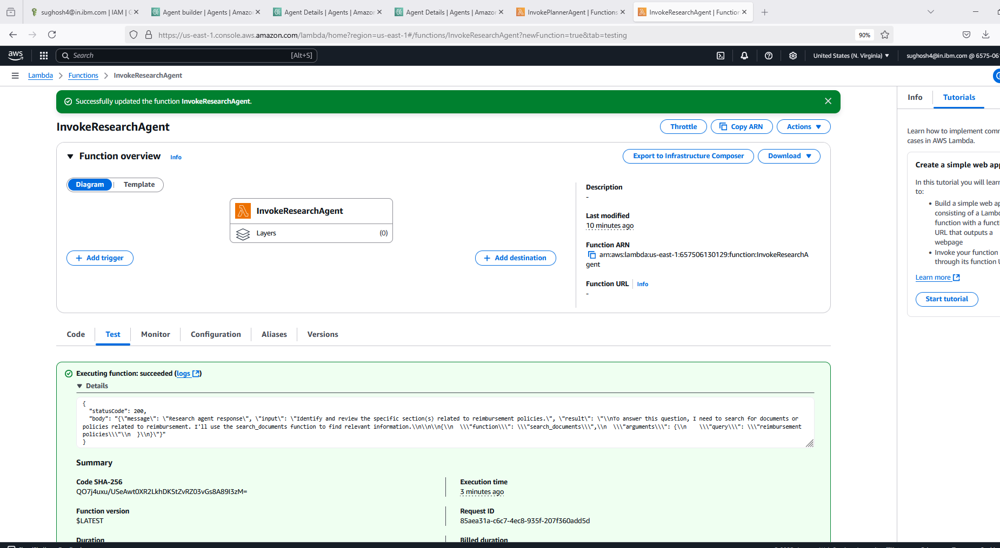 sughosh4@in.ibm.com | IAM | G
Agent builder | Agents | Amazo
Agent Details | Agents | Amazo
Agent Details | Agents | Amazo
InvokePlannerAgent | Functions
InvokeResearchAgent | Function
https://us-east-1.console.aws.amazon.com/lambda/home?region=us-east-1#/functions/InvokeResearchAgent?newFunction=true&tab=testing
90%
aws
Search
[Alt+S]
United States (N. Virginia)
sughosh4@in.ibm.com @ 6575-06
Lambda
Functions
InvokeResearchAgent
Successfully updated the function InvokeResearchAgent.
Info
Tutorials
InvokeResearchAgent
Throttle
Copy ARN
Actions
Function overview
Info
Export to Infrastructure Composer
Download
Diagram
Template
InvokeResearchAgent
Layers
(0)
Add trigger
Add destination
Description
-
Last modified
10 minutes ago
Function ARN
arn:aws:lambda:us-east-1:657506130129:function:InvokeResearchA
gent
Function URL
Info
-
Learn how to implement comm
cases in AWS Lambda.
Create a simple web app
In this tutorial you will learn
to:
• Build a simple web ap
consisting of a Lambd
function with a functi
URL that outputs a
webpage
• Invoke your function
through its function U
Learn more
Start tutorial
Code
Test
Monitor
Configuration
Aliases
Versions
Executing function: succeeded (logs)
Details
{
"statusCode": 200,
"body": "{\"message\": \"Research agent response\", \"input\": \"Identify and review the specific section(s) related to reimbursement policies.\", \"result\": \"\\nTo answer this question, I need to search for documents or
policies related to reimbursement. I'll use the search_documents function to find relevant information.\\n\\n\\n{\\n  \\\"function\\\": \\\"search_documents\\\",\\n  \\\"arguments\\\": {\\n    \\\"query\\\": \\\"reimbursement
policies\\\"\\n  }\\n}\"}"
}
Summary
Code SHA-256
QO7j4uxu/USeAwt0XR2LkhDKStZvRZ03vGs8A89I3zM=
Execution time
3 minutes ago
Function version
$LATEST
Request ID
85aea31a-c6c7-4ec8-935f-207f360add5d
Duration
Billed duration